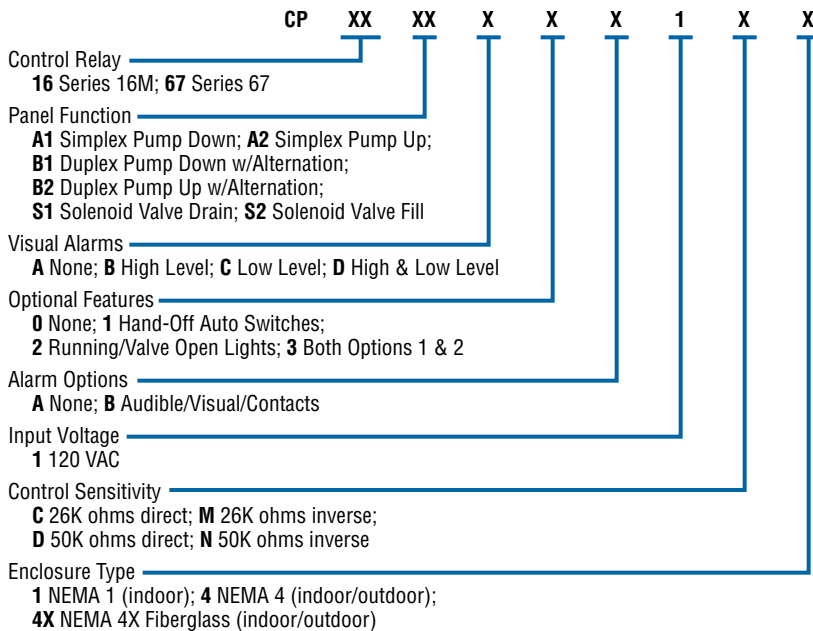 CP XX XX X X X 1 X X
Control Relay
16 Series 16M; 67 Series 67
Panel Function
A1 Simplex Pump Down; A2 Simplex Pump Up;
B1 Duplex Pump Down w/Alternation;
B2 Duplex Pump Up w/Alternation;
S1 Solenoid Valve Drain; S2 Solenoid Valve Fill
Visual Alarms
A None; B High Level; C Low Level; D High & Low Level
Optional Features
0 None; 1 Hand-Off Auto Switches;
2 Running/Valve Open Lights; 3 Both Options 1 & 2
Alarm Options
A None; B Audible/Visual/Contacts
Input Voltage
1 120 VAC
Control Sensitivity
C 26K ohms direct; M 26K ohms inverse;
D 50K ohms direct; N 50K ohms inverse
Enclosure Type
1 NEMA 1 (indoor); 4 NEMA 4 (indoor/outdoor);
4X NEMA 4X Fiberglass (indoor/outdoor)